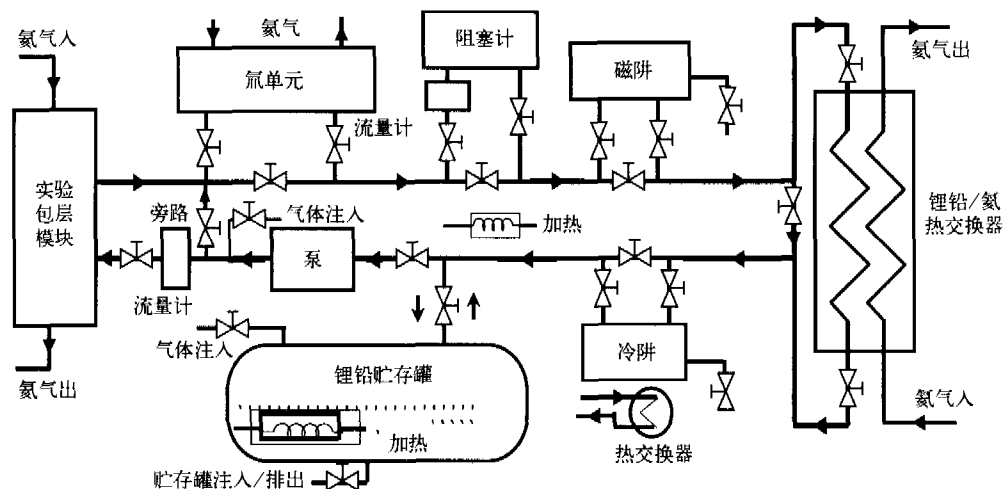 氦气入
氦气
氚单元
流量计
阻塞计
磁阱
氦气出
实验
包层
模块
旁路
气体注入
加热
锂铅/氦
热交换器
泵
流量计
气体注入
锂铅贮存罐
冷阱
氦气出
加热
氦气入
热交换器
贮存罐注入/排出